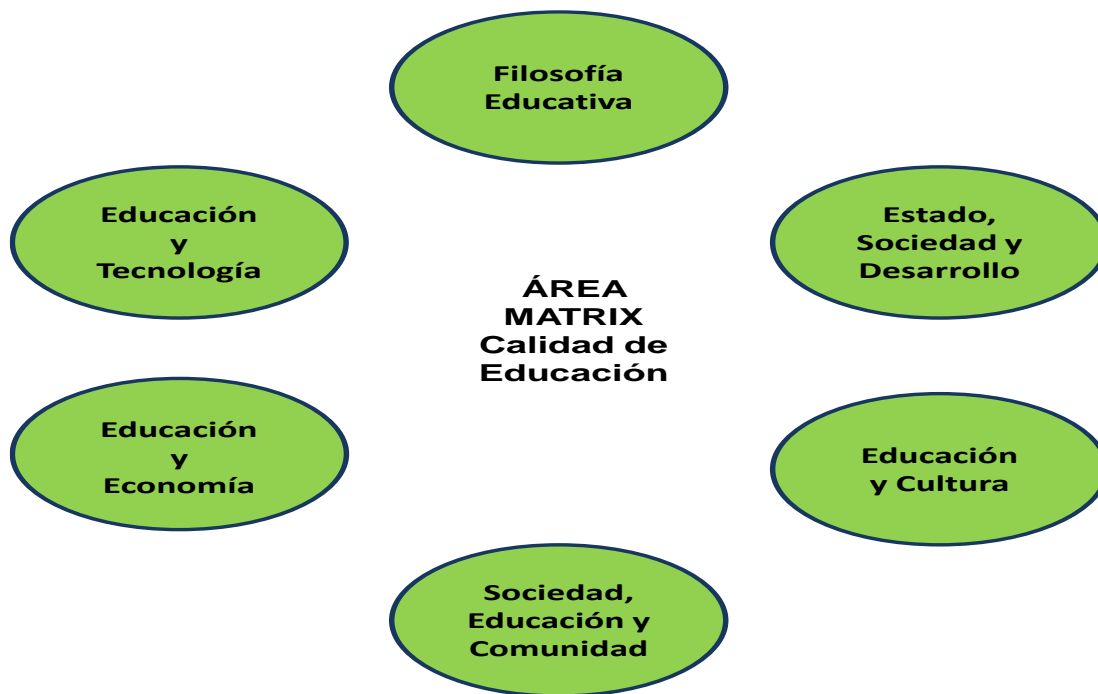 Filosofía
Educativa
Educación
y
Tecnología
Estado,
Sociedad y
Desarrollo
ÁREA
MATRIX
Calidad de
Educación
Educación
y
Economía
Educación
y Cultura
Sociedad,
Educación y
Comunidad